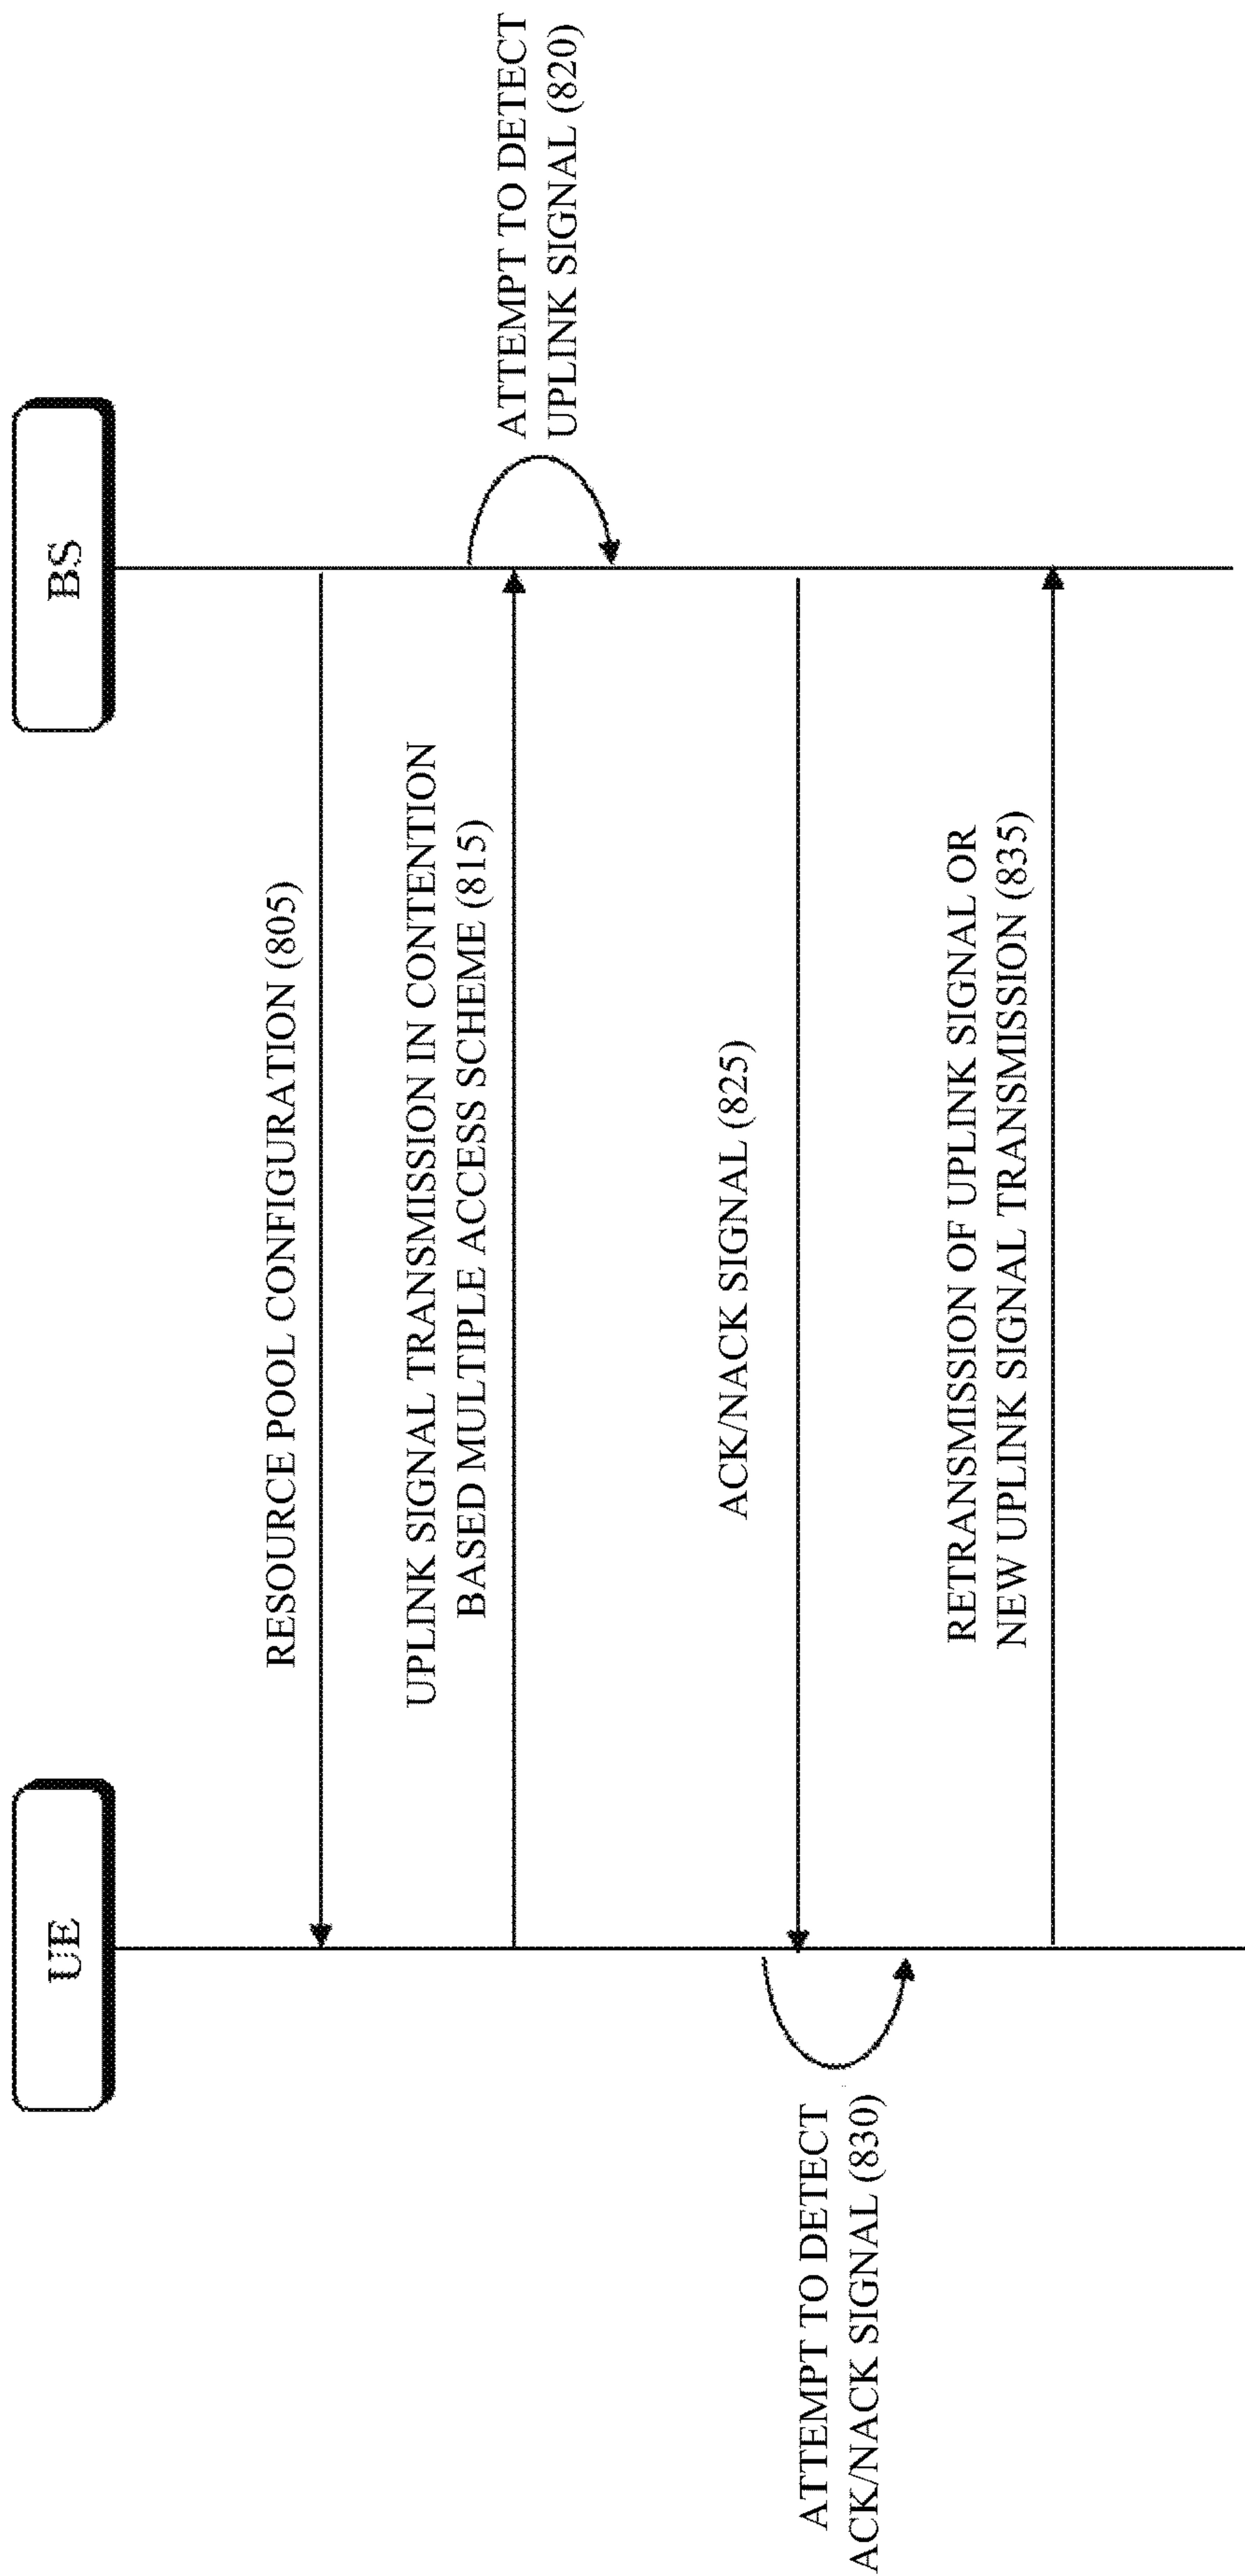 UE
BS
RESOURCE POOL CONFIGURATION (805)
UPLINK SIGNAL TRANSMISSION IN CONTENTION
BASED MULTIPLE ACCESS SCHEME (815)
ATTEMPT TO DETECT
UPLINK SIGNAL (820)
ACK/NACK SIGNAL (825)
ATTEMPT TO DETECT
ACK/NACK SIGNAL (830)
RETRANSMISSION OF UPLINK SIGNAL OR
NEW UPLINK SIGNAL TRANSMISSION (835)